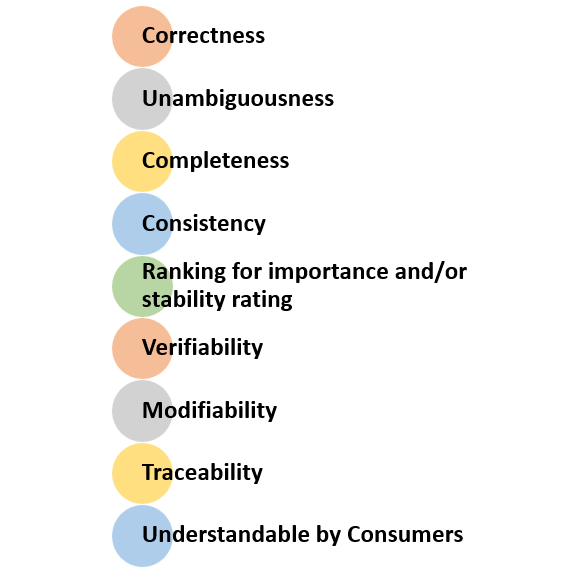 Correctness
Unambiguousness
Completeness
Consistency
Ranking for importance and/or
stability rating
Verifiability
Modifiability
Traceability
Understandable by Consumers